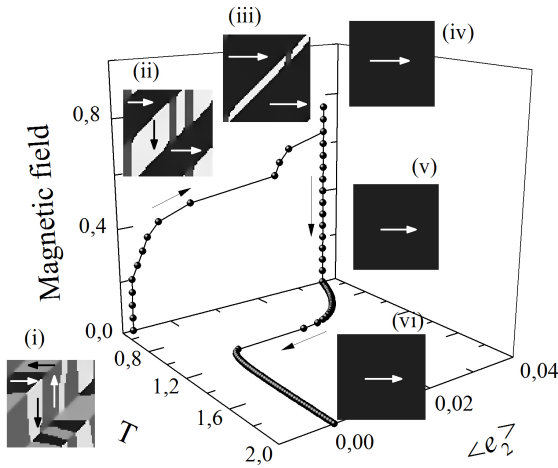 (iii)
(iv)
(ii)
0,8
Magnetic field
(v)
0,4
0,0
(i)
(vi)
0,8
0,04
1,2
0,02
1,6
T
0,00
<e₂>
2,0